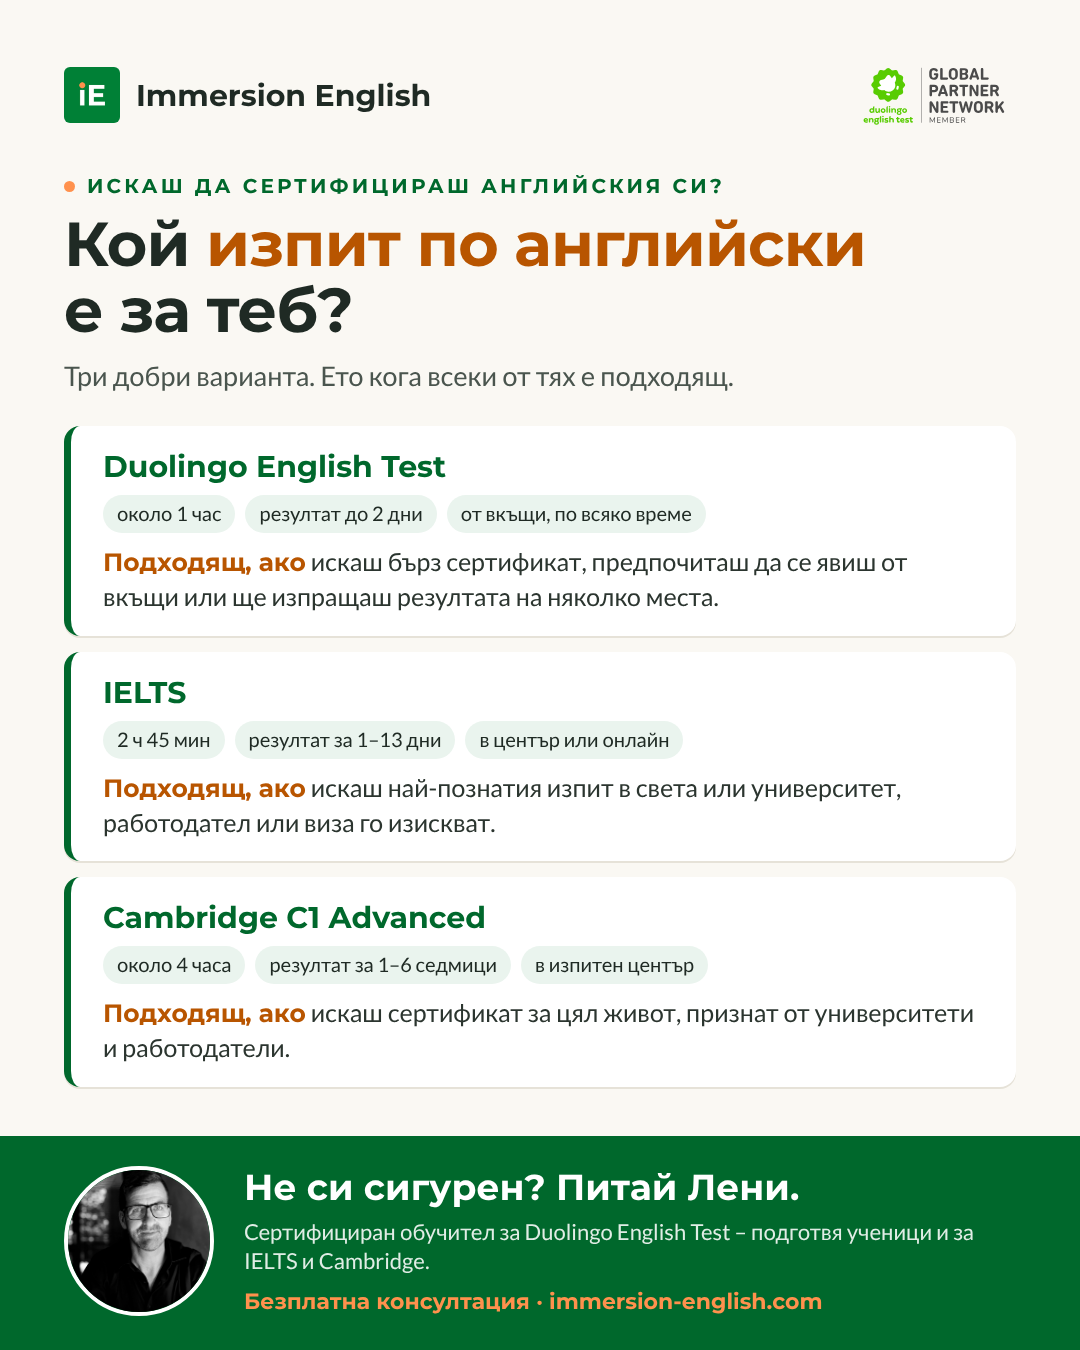 iE Immersion English
duolingo
english test
GLOBAL
PARTNER
NETWORK
MEMBER
ИСКАШ ДА СЕРТИФИЦИРАШ АНГЛИЙСКИЯ СИ?
Кой изпит по английски
е за теб?
Три добри варианта. Ето кога всеки от тях е подходящ.
Duolingo English Test
около 1 час резултат до 2 дни от вкъщи, по всяко време
Подходящ, ако искаш бърз сертификат, предпочиташ да се явиш от
вкъщи или ще изпращаш резултата на няколко места.
IELTS
2 ч 45 мин резултат за 1–13 дни в център или онлайн
Подходящ, ако искаш най-познатия изпит в света или университет,
работодател или виза го изискват.
Cambridge C1 Advanced
около 4 часа резултат за 1–6 седмици в изпитен център
Подходящ, ако искаш сертификат за цял живот, признат от университети
и работодатели.
Не си сигурен? Питай Лени.
Сертифициран обучител за Duolingo English Test – подготвя ученици и за
IELTS и Cambridge.
Безплатна консултация · immersion-english.com